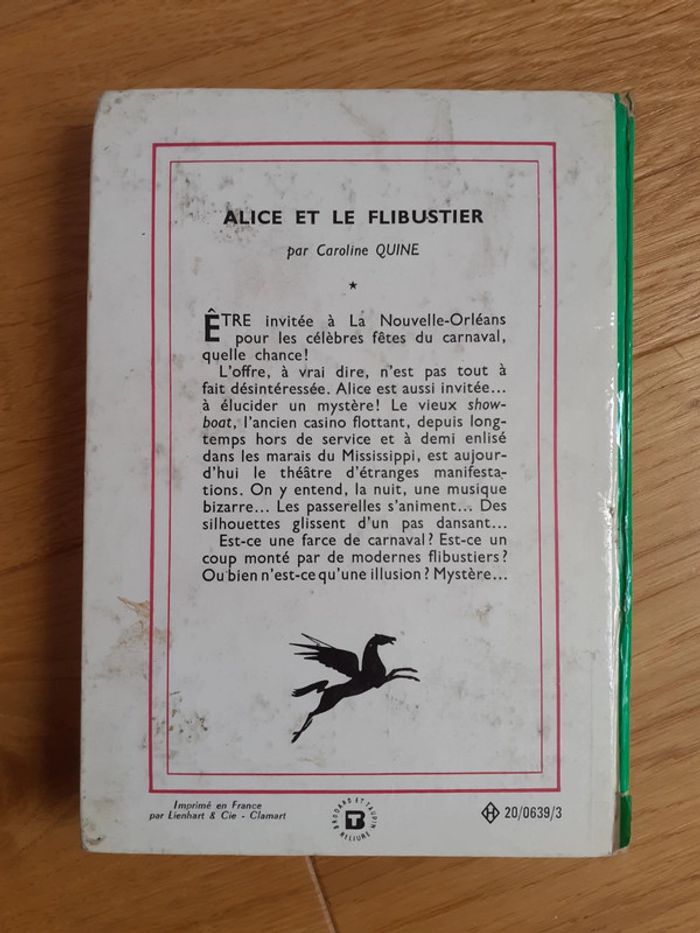 ALICE ET LE FLIBUSTIER
par Caroline QUINE
ÊTRE invitée à La Nouvelle-Orléans
pour les célèbres fêtes du carnaval,
quelle chance!
L'offre, à vrai dire, n'est pas tout à
fait désintéressée. Alice est aussi invitée...
à élucider un mystère! Le vieux show-
boat, l'ancien casino flottant, depuis long-
temps hors de service et à demi enlisé
dans les marais du Mississippi, est aujour-
d'hui le théâtre d'étranges manifesta-
tions. On y entend, la nuit, une musique
bizarre... Les passerelles s'animent... Des
silhouettes glissent d'un pas dansant...
Est-ce une farce de carnaval? Est-ce un
coup monté par de modernes flibustiers?
Ou bien n'est-ce qu'une illusion? Mystère...
Imprimé en France
par Lienhart & Cie - Clamart
BRODARD ET TAUPIN
RELIURE
H 20/0639/3